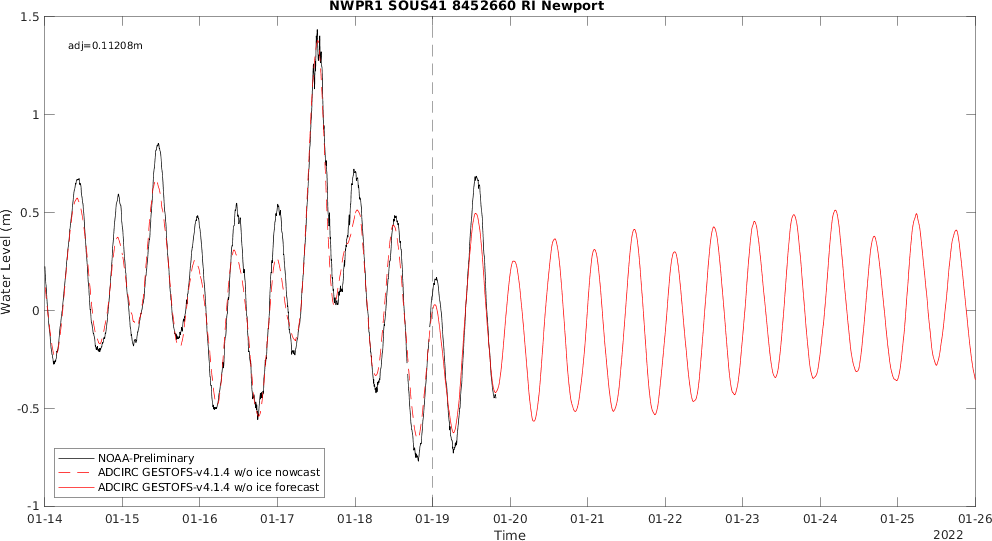 NWPR1 SOUS41 8452660 RI Newport
adj=0.11208m
1.5
1
0.5
0
-0.5
-1
Water Level (m)
NOAA-Preliminary
ADCIRC GESTOFS-v4.1.4 w/o ice nowcast
ADCIRC GESTOFS-v4.1.4 w/o ice forecast
01-14 01-15 01-16 01-17 01-18 01-19 01-20 01-21 01-22 01-23 01-24 01-25 01-26
Time
2022